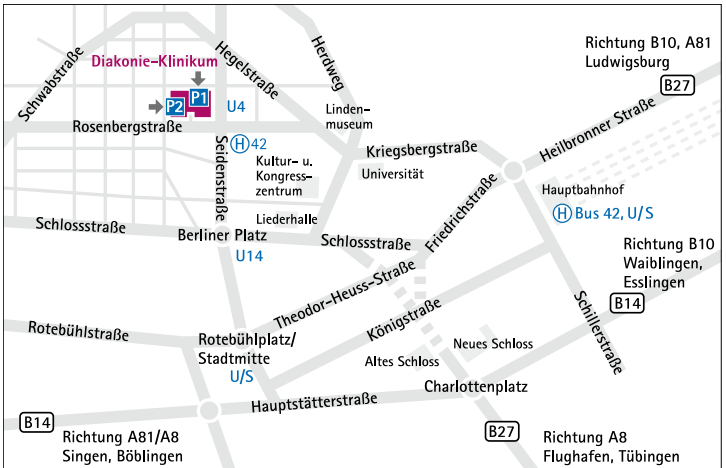 Richtung B10, A81
Ludwigsburg
B27
Herdweg
Hegelstraße
Schwabstraße
Diakonie-Klinikum
P1
P2
U4
Linden-
museum
Heilbronner Straße
Rosenbergstraße
Seidenstraße
H 42
Kultur- u.
Kongress-
zentrum
Kriegsbergstraße
Universität
Friedrichstraße
Hauptbahnhof
H Bus 42, U/S
Liederhalle
Schlossstraße
Berliner Platz
U14
Schlossstraße
Richtung B10
Waiblingen,
Esslingen
B14
Theodor-Heuss-Straße
Königstraße
Schillerstraße
Rotebühlstraße
Rotebühlplatz/
Stadtmitte
U/S
Neues Schloss
Altes Schloss
Charlottenplatz
Hauptstätterstraße
B14
Richtung A81/A8
Singen, Böblingen
B27
Richtung A8
Flughafen, Tübingen